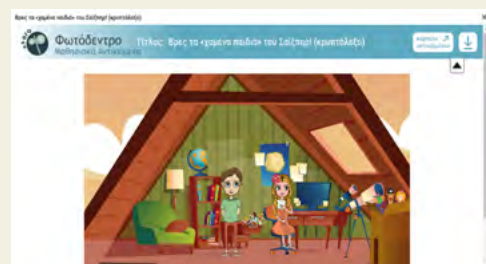 Βρες τα «χαμένα παιδιά» του Σαίξπηρ! (κρυπτόλεξο)
Φωτόδεντρο
Μαθησιακά Αντικείμενα
Τίτλος: Βρες τα «χαμένα παιδιά» του Σαίξπηρ! (κρυπτόλεξο)